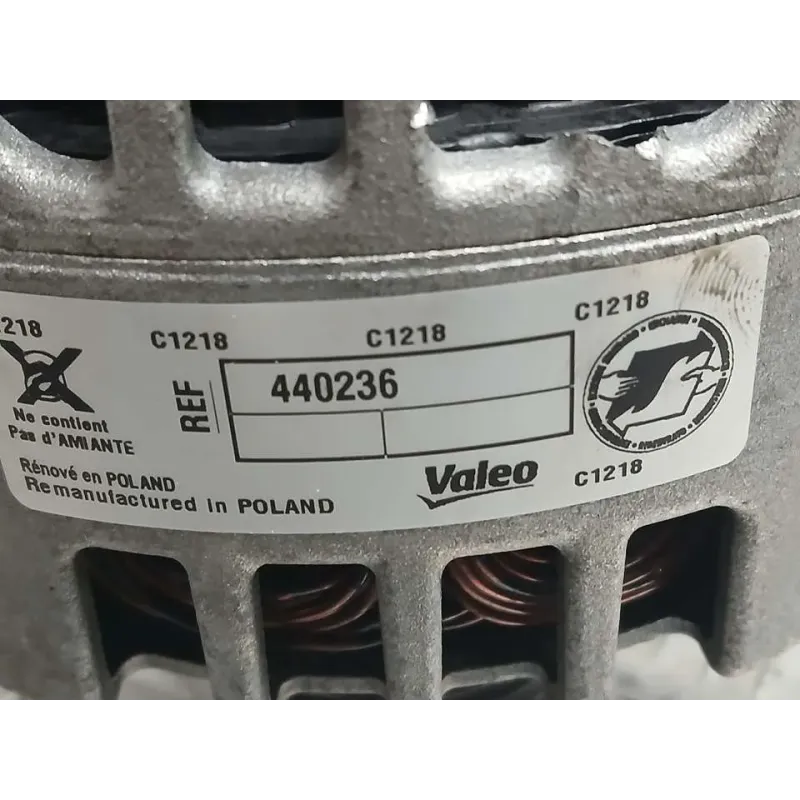 C1218
C1218
C1218
218
REF
440236
Ne contient
Pas d'AMIANTE
Rénové en POLAND
Remanufactured in POLAND
Valeo
C1218